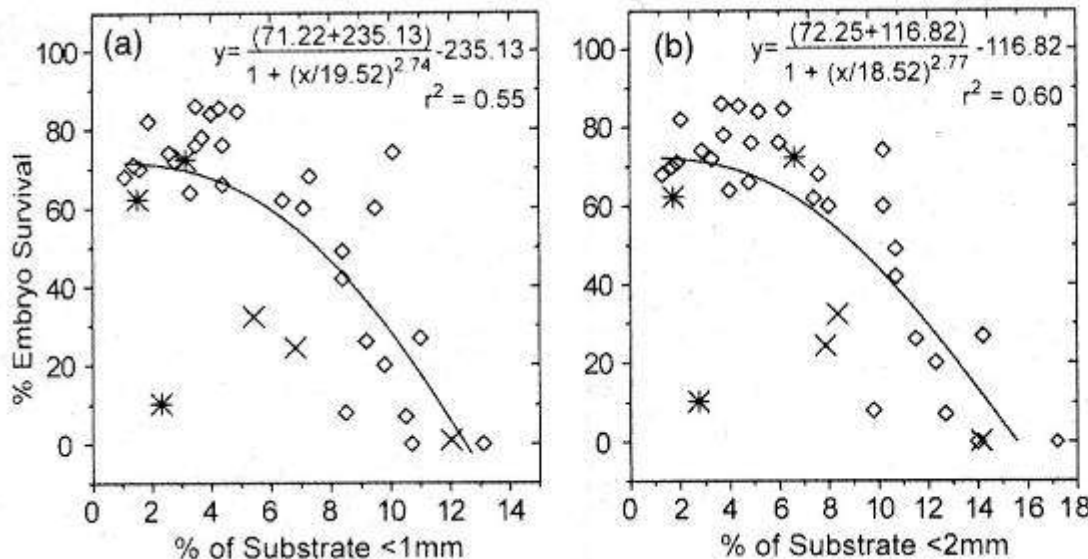 (a)
y= (71.22+235.13) / 1 + (x/19.52)^2.74 -235.13
r² = 0.55
100
80
60
40
20
0
% Embryo Survival
0 2 4 6 8 10 12 14
% of Substrate <1mm
(b)
y= (72.25+116.82) / 1 + (x/18.52)^2.77 -116.82
r² = 0.60
100
80
60
40
20
0
0 2 4 6 8 10 12 14 16 18
% of Substrate <2mm